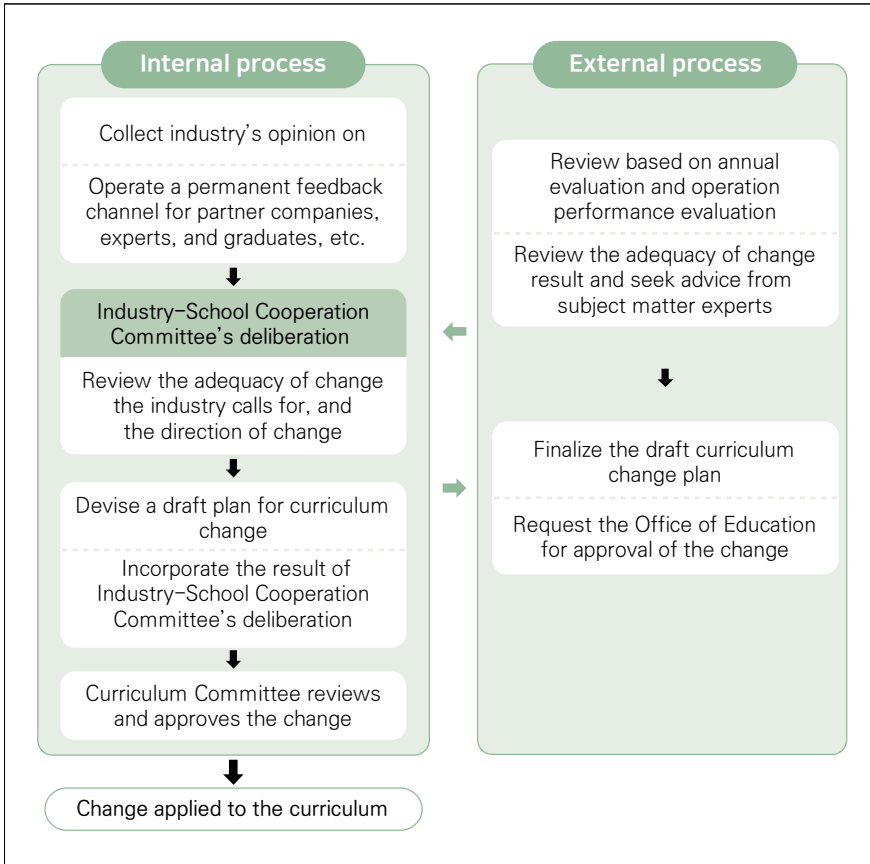 Internal process
Collect industry's opinion on
Operate a permanent feedback
channel for partner companies,
experts, and graduates, etc.
Industry-School Cooperation
Committee's deliberation
Review the adequacy of change
the industry calls for, and
the direction of change
Devise a draft plan for curriculum
change
Incorporate the result of
Industry-School Cooperation
Committee's deliberation
Curriculum Committee reviews
and approves the change
Change applied to the curriculum
External process
Review based on annual
evaluation and operation
performance evaluation
Review the adequacy of change
result and seek advice from
subject matter experts
Finalize the draft curriculum
change plan
Request the Office of Education
for approval of the change